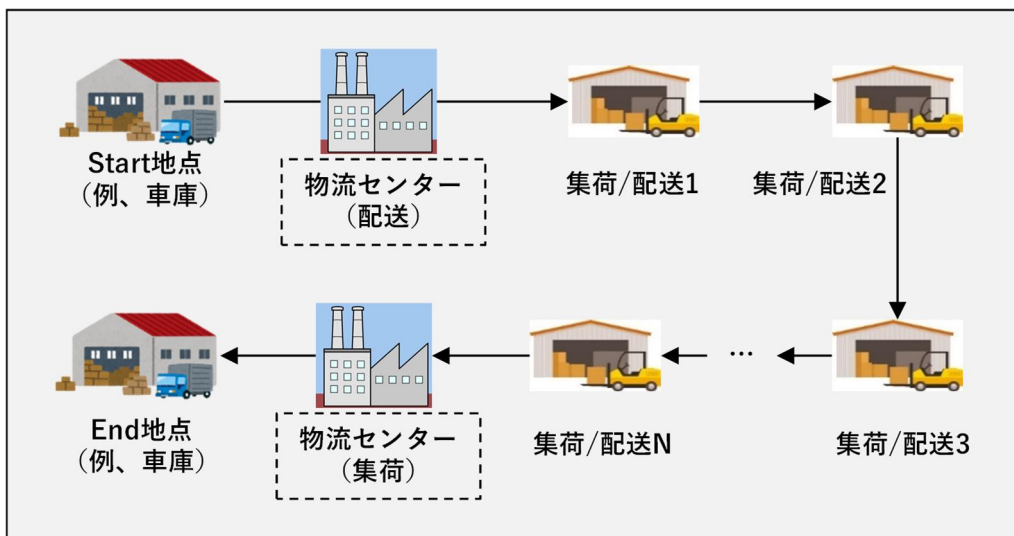 Start地点
（例、車庫）
物流センター
（配送）
集荷/配送1
集荷/配送2
End地点
（例、車庫）
物流センター
（集荷）
集荷/配送N
…
集荷/配送3